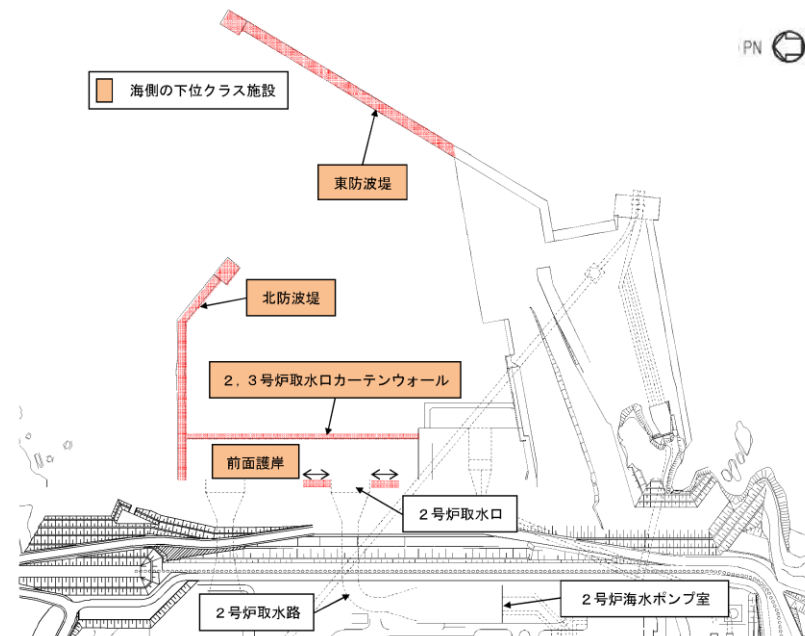 PN
海側の下位クラス施設
東防波堤
北防波堤
2,3号炉取水口カーテンウォール
前面護岸
2号炉取水口
2号炉取水路
2号炉海水ポンプ室